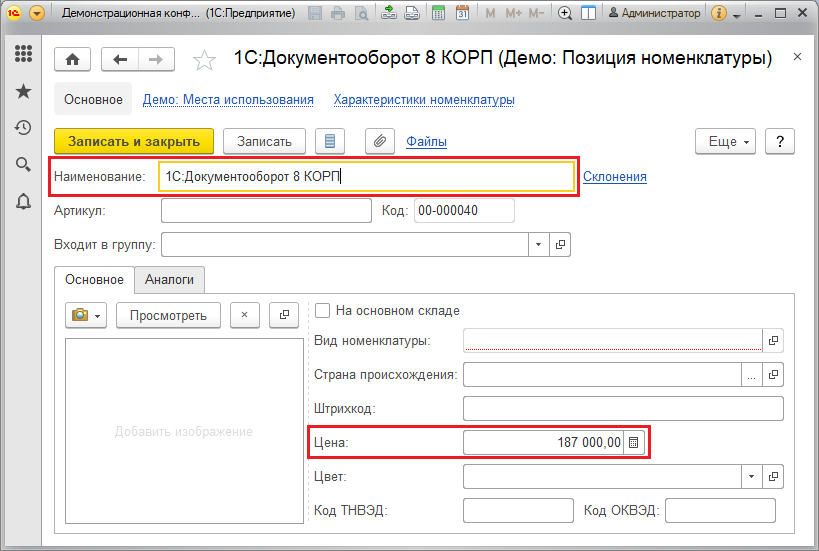 Демонстрационная конф... (1С:Предприятие) M M+ M- Администратор
1С:Документооборот 8 КОРП (Демо: Позиция номенклатуры)
Основное Демо: Места использования Характеристики номенклатуры
Записать и закрыть Записать Файлы Еще ?
Наименование: 1С:Документооборот 8 КОРП Склонения
Артикул: Код: 00-000040
Входит в группу:
Основное Аналоги
Просмотреть На основном складе
Вид номенклатуры:
Страна происхождения: ...
Штрихкод:
Добавить изображение
Цена: 187 000,00
Цвет:
Код ТНВЭД: Код ОКВЭД: